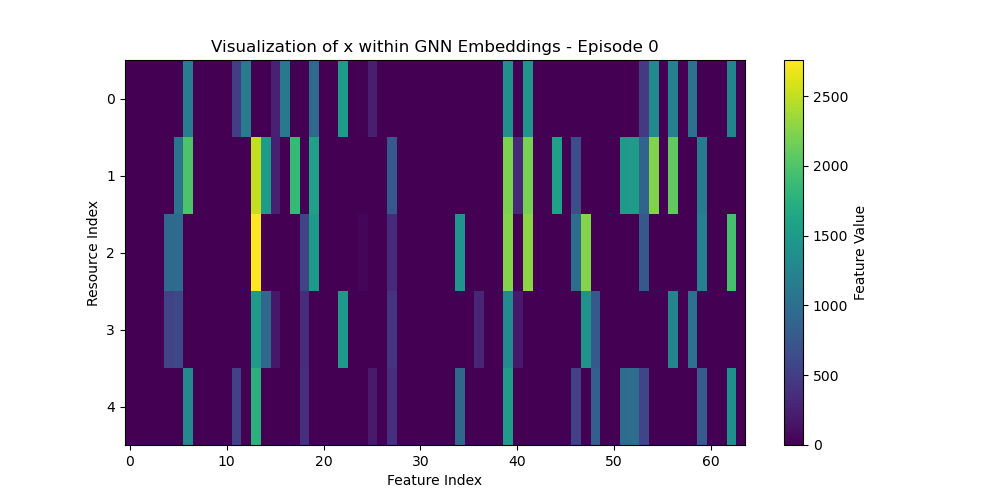 Visualization of x within GNN Embeddings - Episode 0
Resource Index
0
1
2
3
4
0 10 20 30 40 50 60
Feature Index
2500
2000
1500
1000
500
0
Feature Value